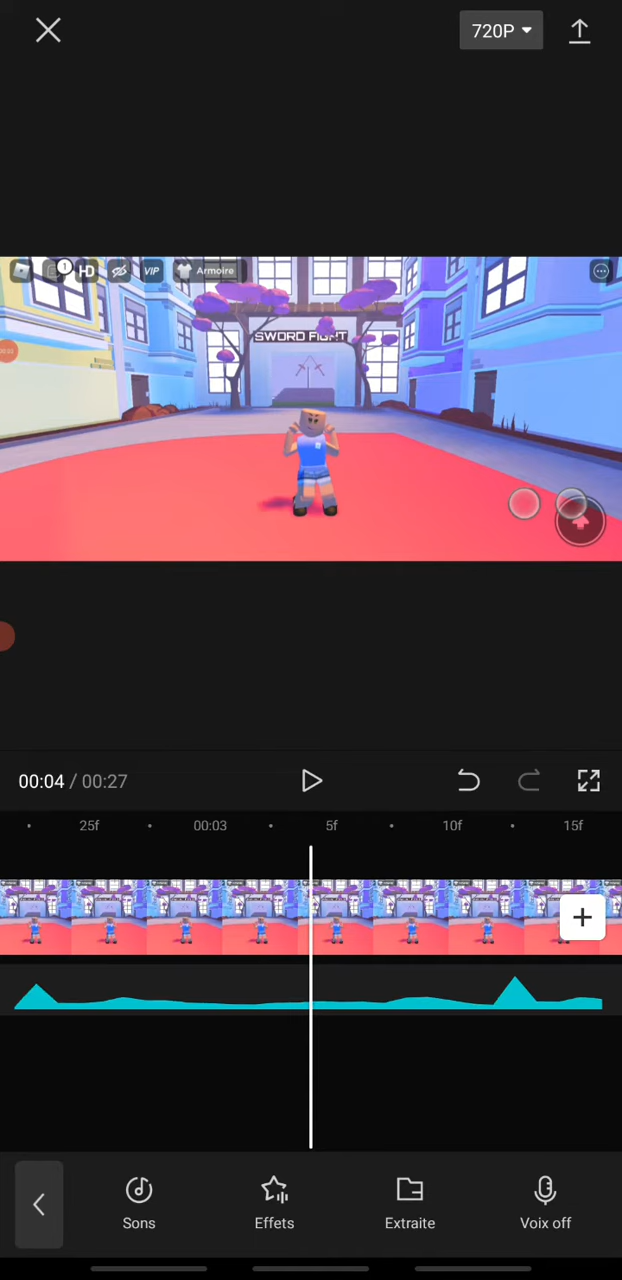 720P
1
HD
VIP
Armoire
SWORD FIGHT
00:04 / 00:27
25f
00:03
5f
10f
15f
Sons
Effets
Extraite
Voix off